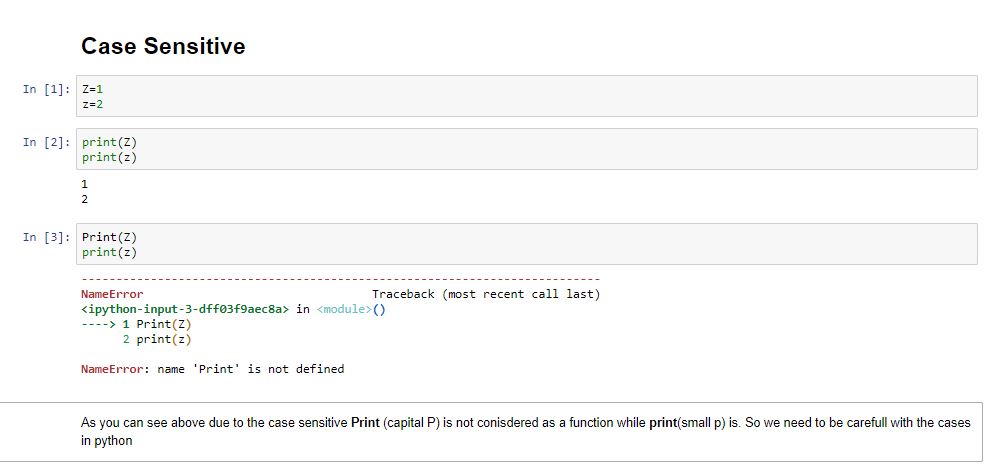 Case Sensitive
In [1]: Z=1
z=2
In [2]: print(Z)
print(z)
1
2
In [3]: Print(Z)
print(z)
---------------------------------------------------------------------------
NameError                                 Traceback (most recent call last)
<ipython-input-3-dff03f9aec8a> in <module>()
----> 1 Print(Z)
      2 print(z)
NameError: name 'Print' is not defined
As you can see above due to the case sensitive Print (capital P) is not conisdered as a function while print(small p) is. So we need to be carefull with the cases
in python